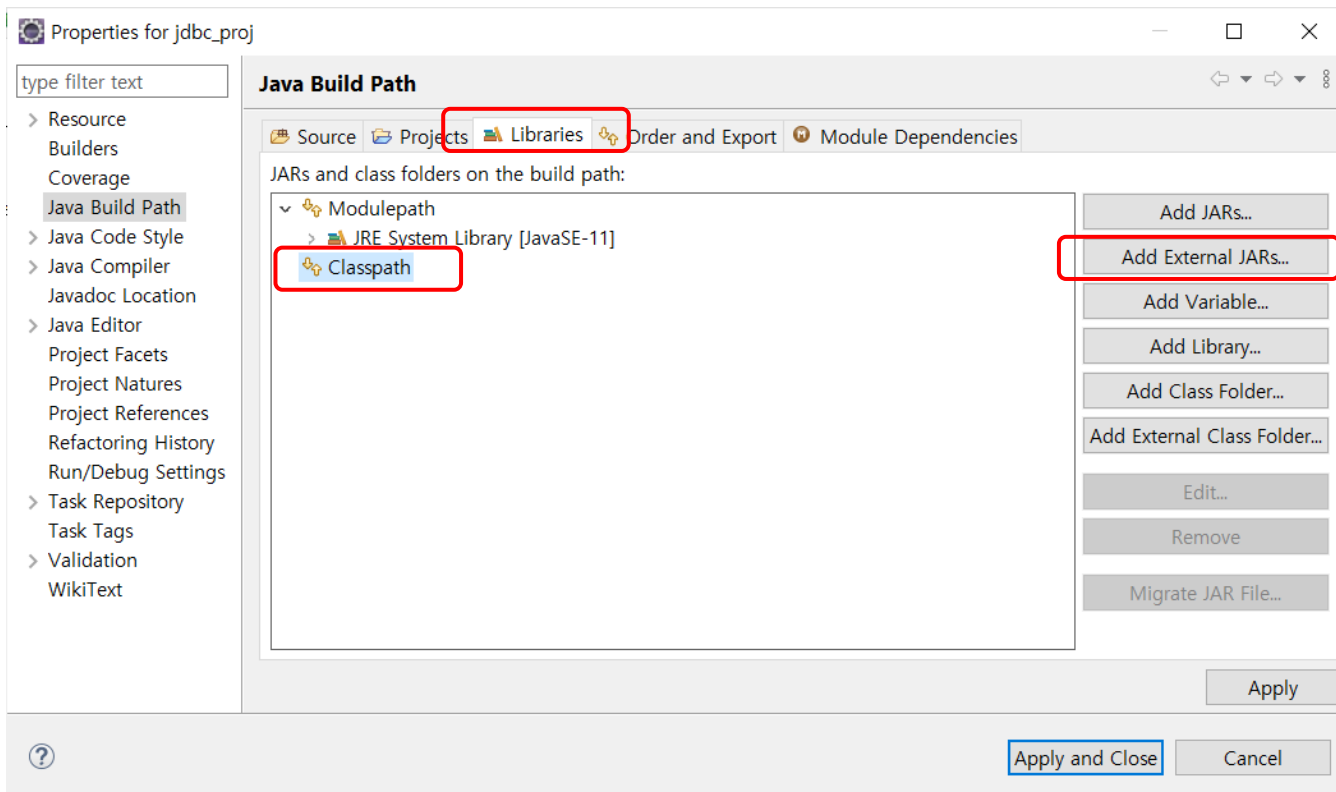 Properties for jdbc_proj
type filter text
Resource
Builders
Coverage
Java Build Path
Java Code Style
Java Compiler
Javadoc Location
Java Editor
Project Facets
Project Natures
Project References
Refactoring History
Run/Debug Settings
Task Repository
Task Tags
Validation
WikiText
Java Build Path
Source Projects Libraries Order and Export Module Dependencies
JARs and class folders on the build path:
Modulepath
JRE System Library [JavaSE-11]
Classpath
Add JARs...
Add External JARs...
Add Variable...
Add Library...
Add Class Folder...
Add External Class Folder...
Edit...
Remove
Migrate JAR File...
Apply
Apply and Close Cancel